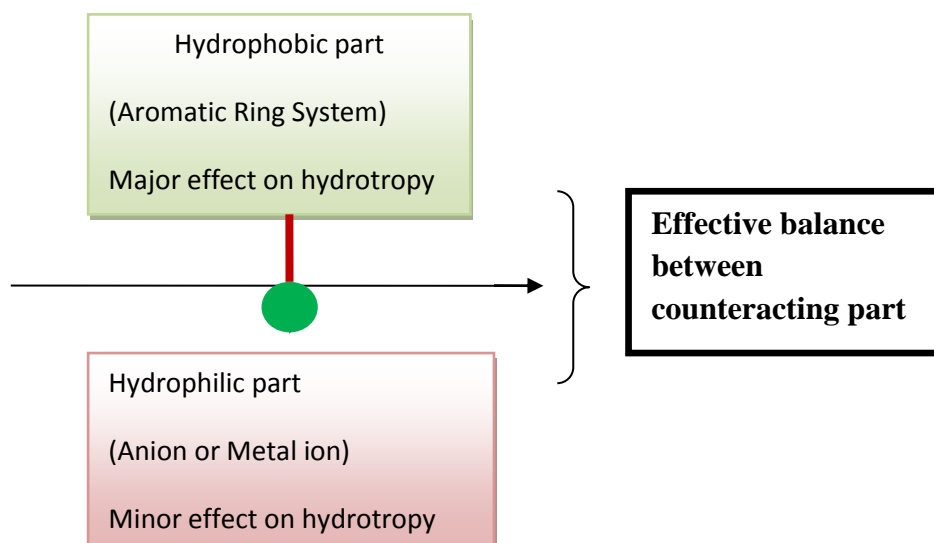 Hydrophobic part
(Aromatic Ring System)
Major effect on hydrotropy
Effective balance
between
counteracting part
Hydrophilic part
(Anion or Metal ion)
Minor effect on hydrotropy